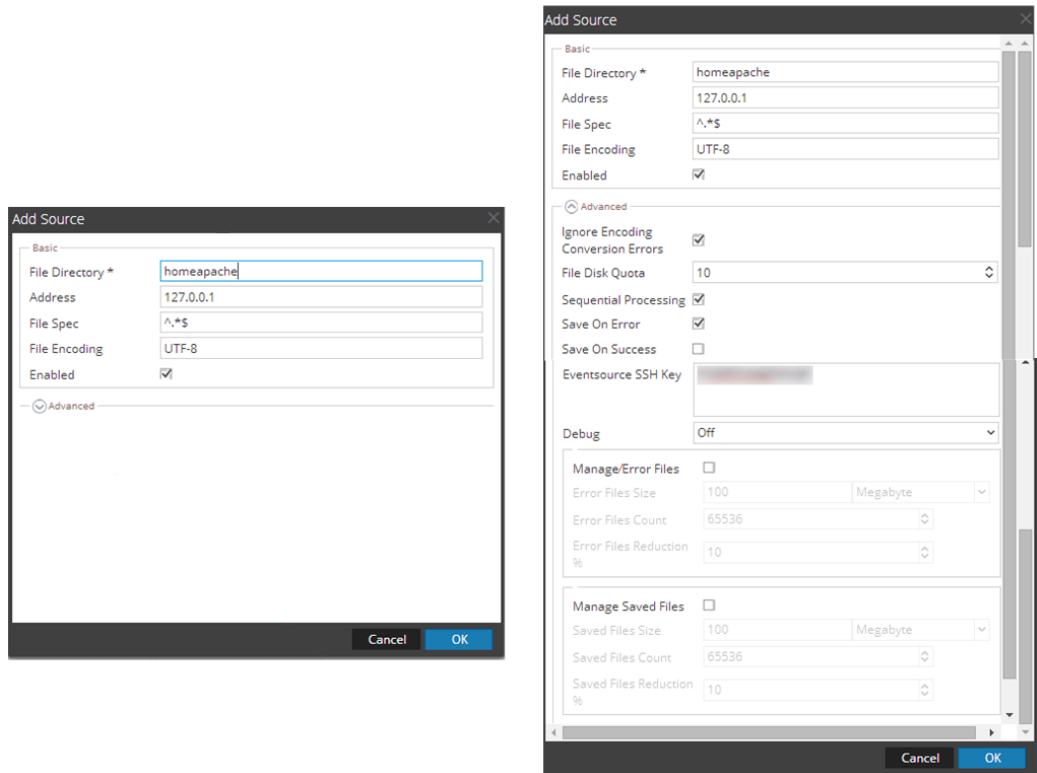 Add Source
Basic
File Directory * homeapache
Address 127.0.0.1
File Spec ^.*$
File Encoding UTF-8
Enabled
Advanced
Cancel OK
Add Source
Basic
File Directory * homeapache
Address 127.0.0.1
File Spec ^.*$
File Encoding UTF-8
Enabled
Advanced
Ignore Encoding
Conversion Errors
File Disk Quota 10
Sequential Processing
Save On Error
Save On Success
Eventsource SSH Key
Debug Off
Manage/Error Files
Error Files Size 100 Megabyte
Error Files Count 65536
Error Files Reduction
% 10
Manage Saved Files
Saved Files Size 100 Megabyte
Saved Files Count 65536
Saved Files Reduction
% 10
Cancel OK